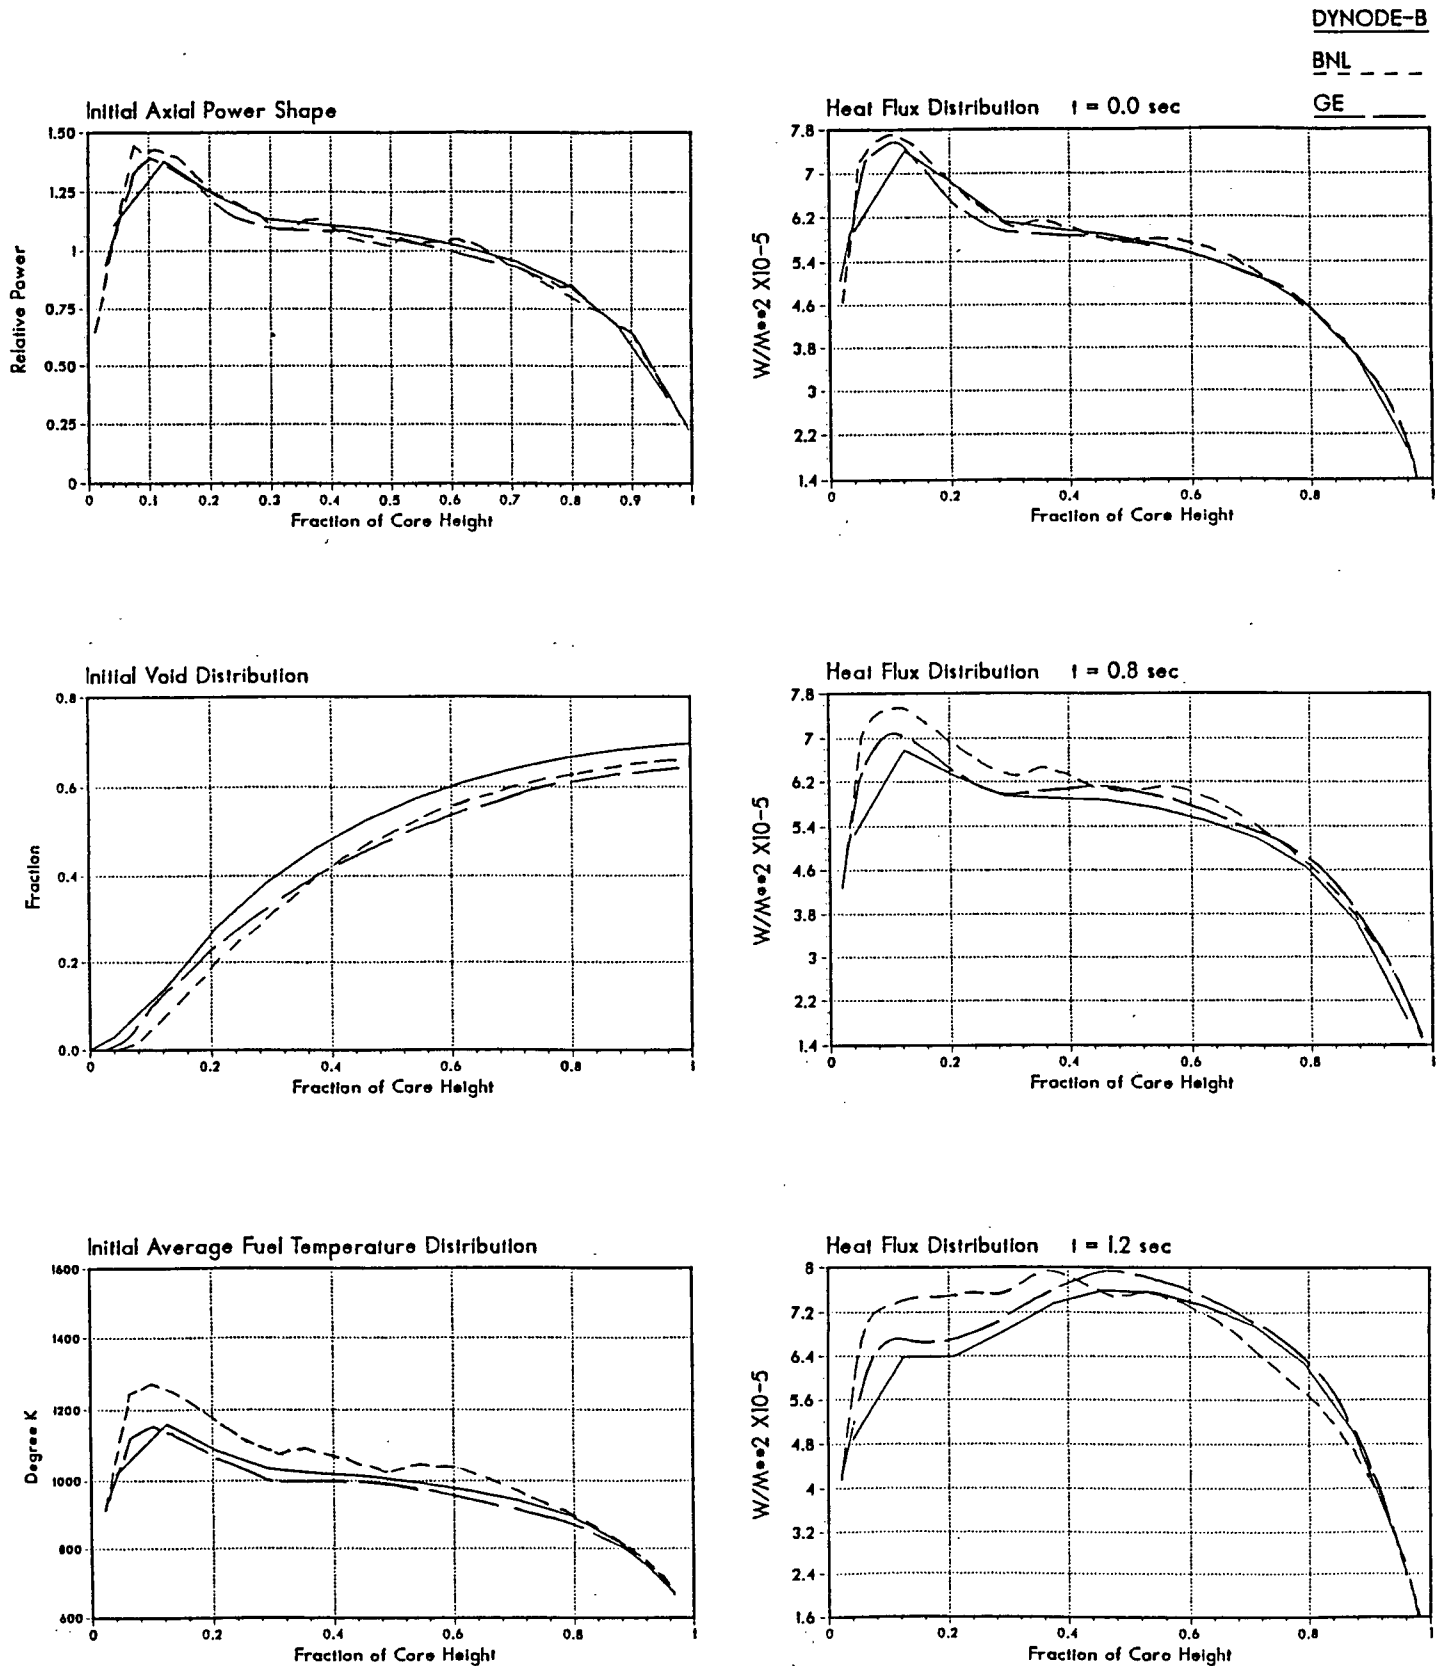 DYNODE-B
BNL
GE
Initial Axial Power Shape
Relative Power
1.50
1.25
1
0.75
0.50
0.25
0
0 0.1 0.2 0.3 0.4 0.5 0.6 0.7 0.8 0.9 1
Fraction of Core Height
Heat Flux Distribution t = 0.0 sec
W/M**2 X10-5
7.8
7
6.2
5.4
4.6
3.8
3
2.2
1.4
0 0.2 0.4 0.6 0.8 1
Fraction of Core Height
Initial Void Distribution
Fraction
0.8
0.6
0.4
0.2
0.0
0 0.2 0.4 0.6 0.8 1
Fraction of Core Height
Heat Flux Distribution t = 0.8 sec
W/M**2 X10-5
7.8
7
6.2
5.4
4.6
3.8
3
2.2
1.4
0 0.2 0.4 0.6 0.8 1
Fraction of Core Height
Initial Average Fuel Temperature Distribution
Degree K
1600
1400
1200
1000
800
600
0 0.2 0.4 0.6 0.8 1
Fraction of Core Height
Heat Flux Distribution t = 1.2 sec
W/M**2 X10-5
8
7.2
6.4
5.6
4.8
4
3.2
2.4
1.6
0 0.2 0.4 0.6 0.8 1
Fraction of Core Height